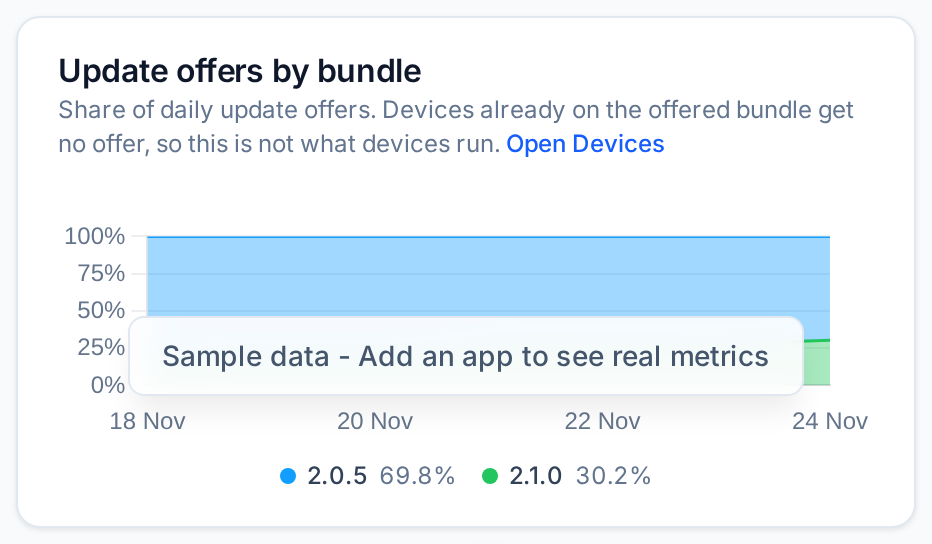 Update offers by bundle
Share of daily update offers. Devices already on the offered bundle get
no offer, so this is not what devices run. Open Devices
100%
75%
50%
25%
0%
Sample data - Add an app to see real metrics
18 Nov 20 Nov 22 Nov 24 Nov
2.0.5 69.8% 2.1.0 30.2%